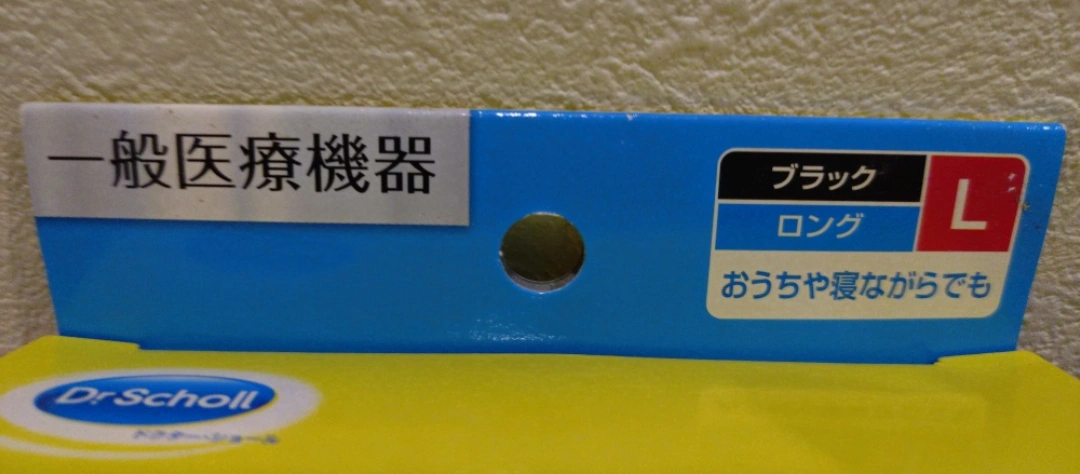 一般医療機器
ブラック
ロング
L
おうちや寝ながらでも
Dr. Scholl
ドクター・ショール